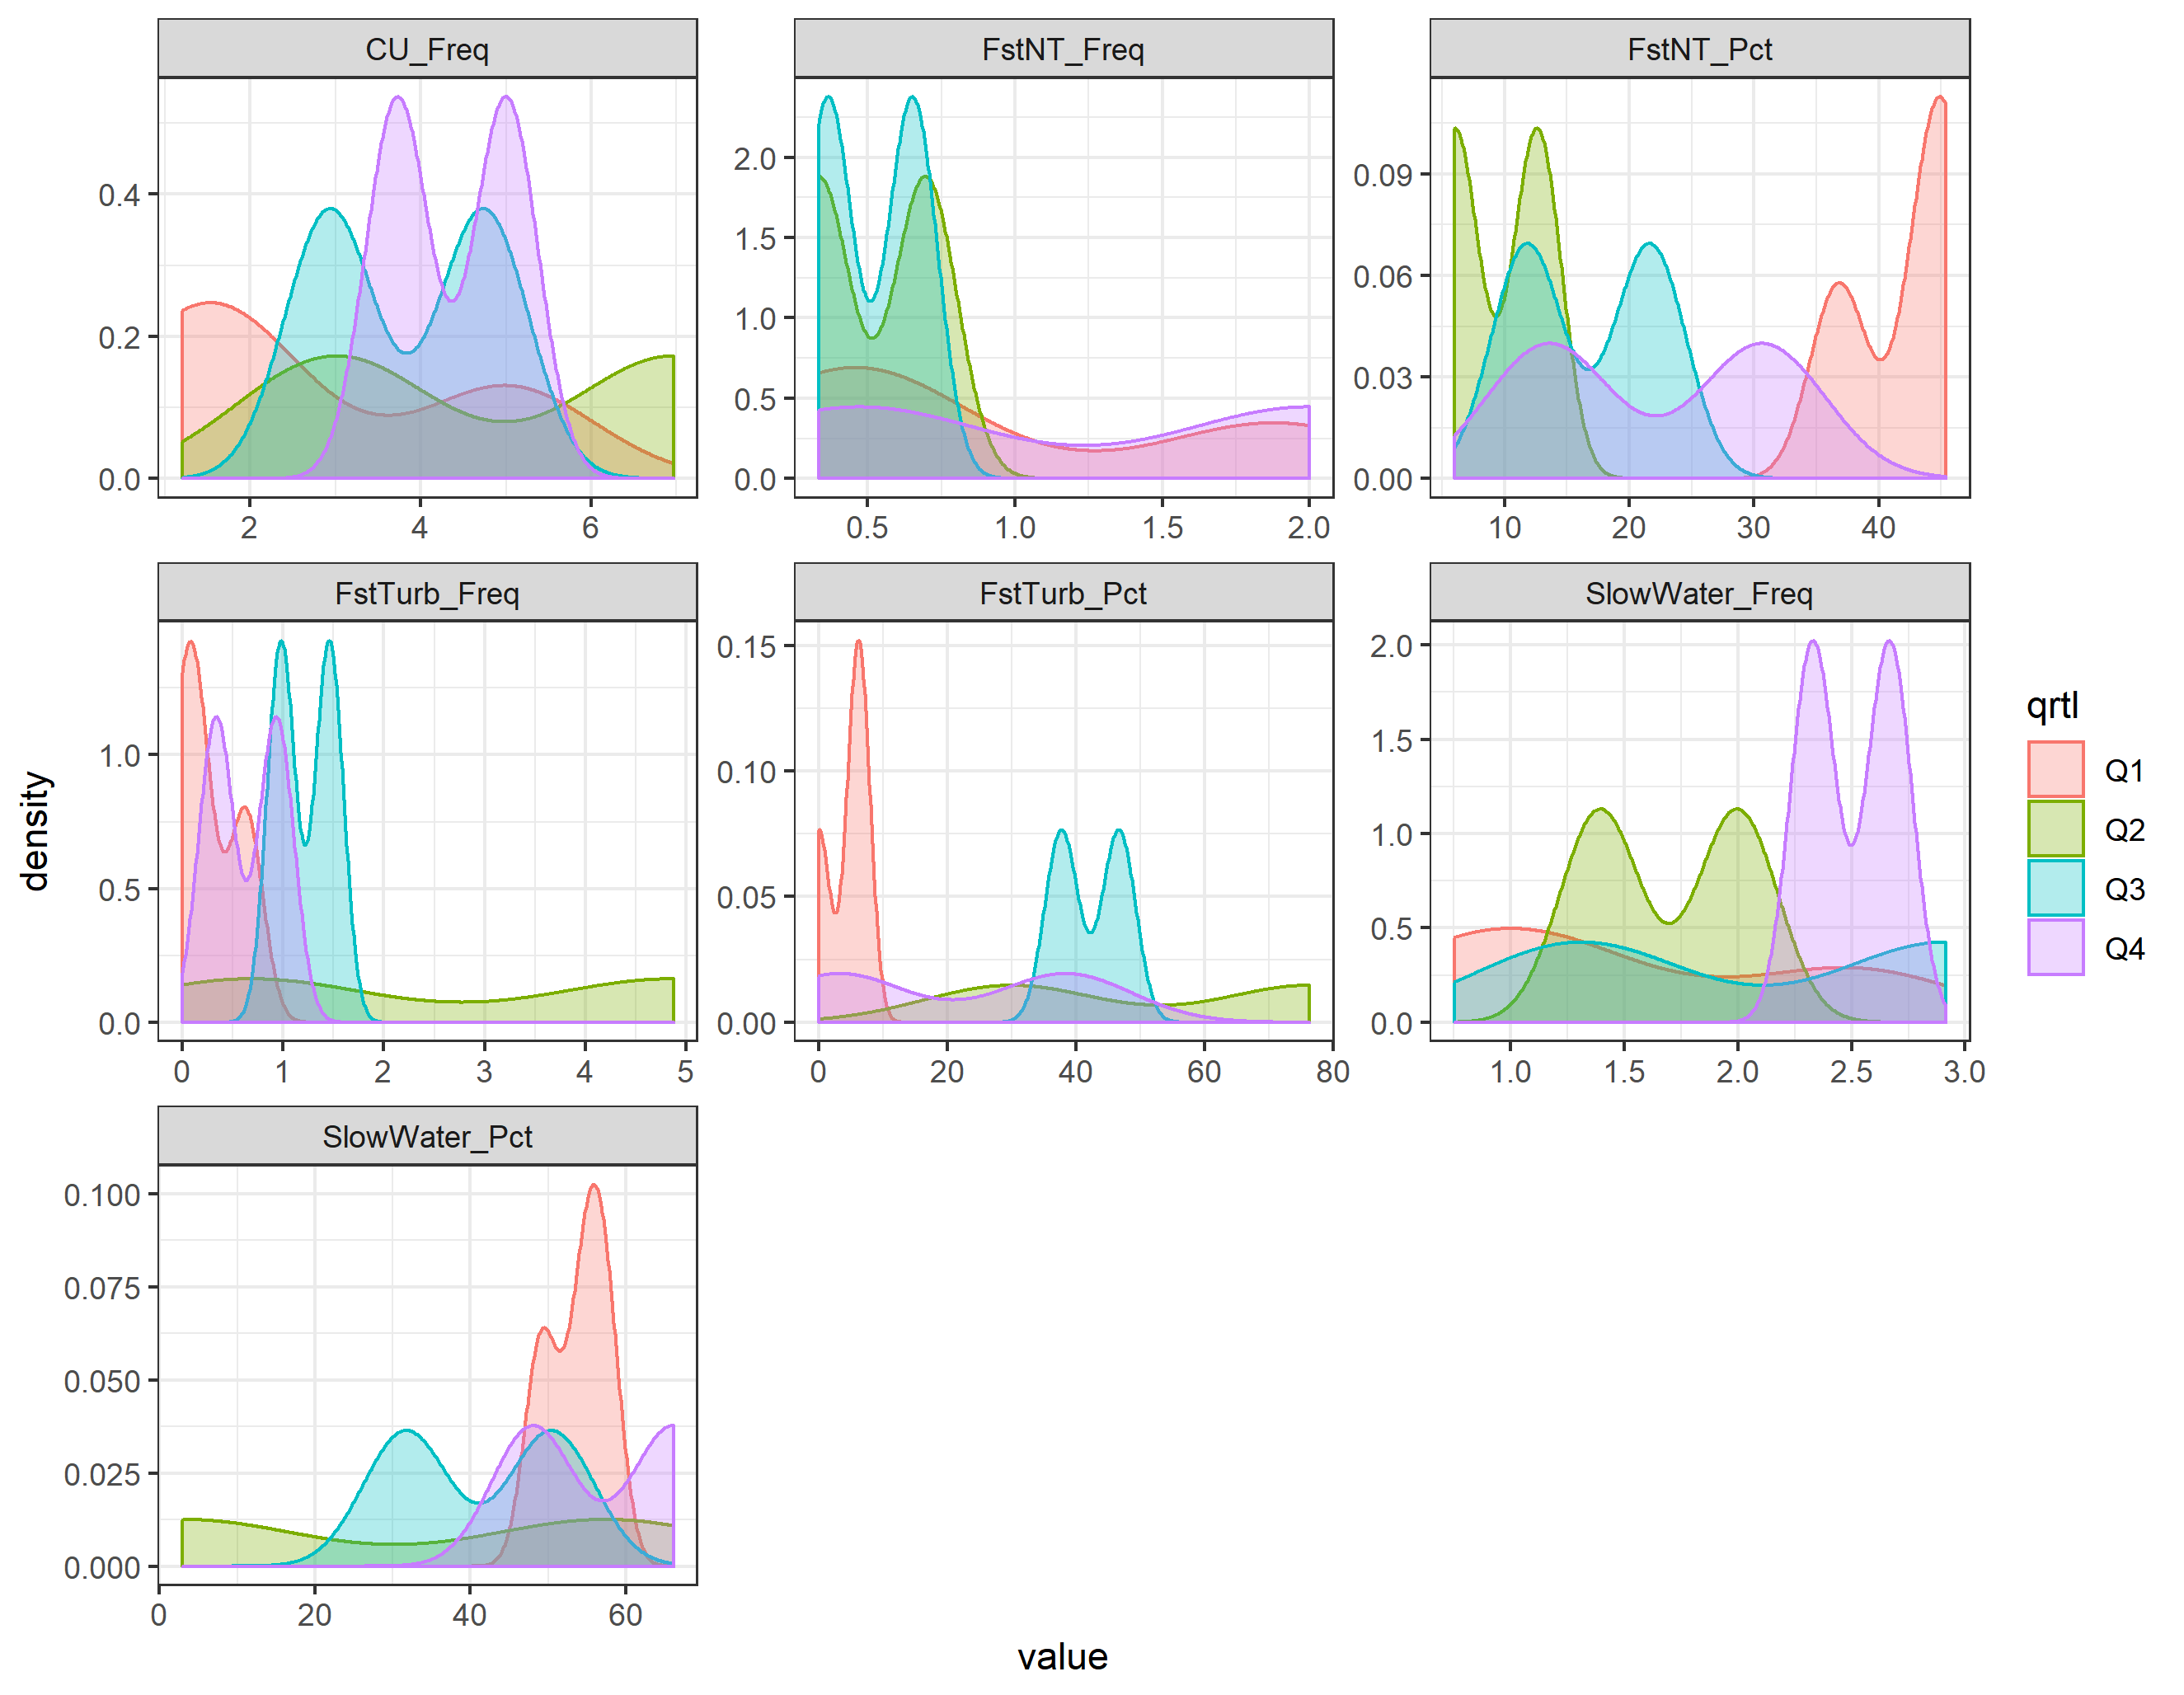 CU_Freq FstNT_Freq FstNT_Pct
0.4
0.2
0.0
2 4 6
2.0
1.5
1.0
0.5
0.0
0.5 1.0 1.5 2.0
0.09
0.06
0.03
0.00
10 20 30 40
FstTurb_Freq FstTurb_Pct SlowWater_Freq
1.0
0.5
0.0
0 1 2 3 4 5
0.15
0.10
0.05
0.00
0 20 40 60 80
2.0
1.5
1.0
0.5
0.0
1.0 1.5 2.0 2.5 3.0
SlowWater_Pct
0.100
0.075
0.050
0.025
0.000
0 20 40 60
density
value
qrtl
Q1
Q2
Q3
Q4